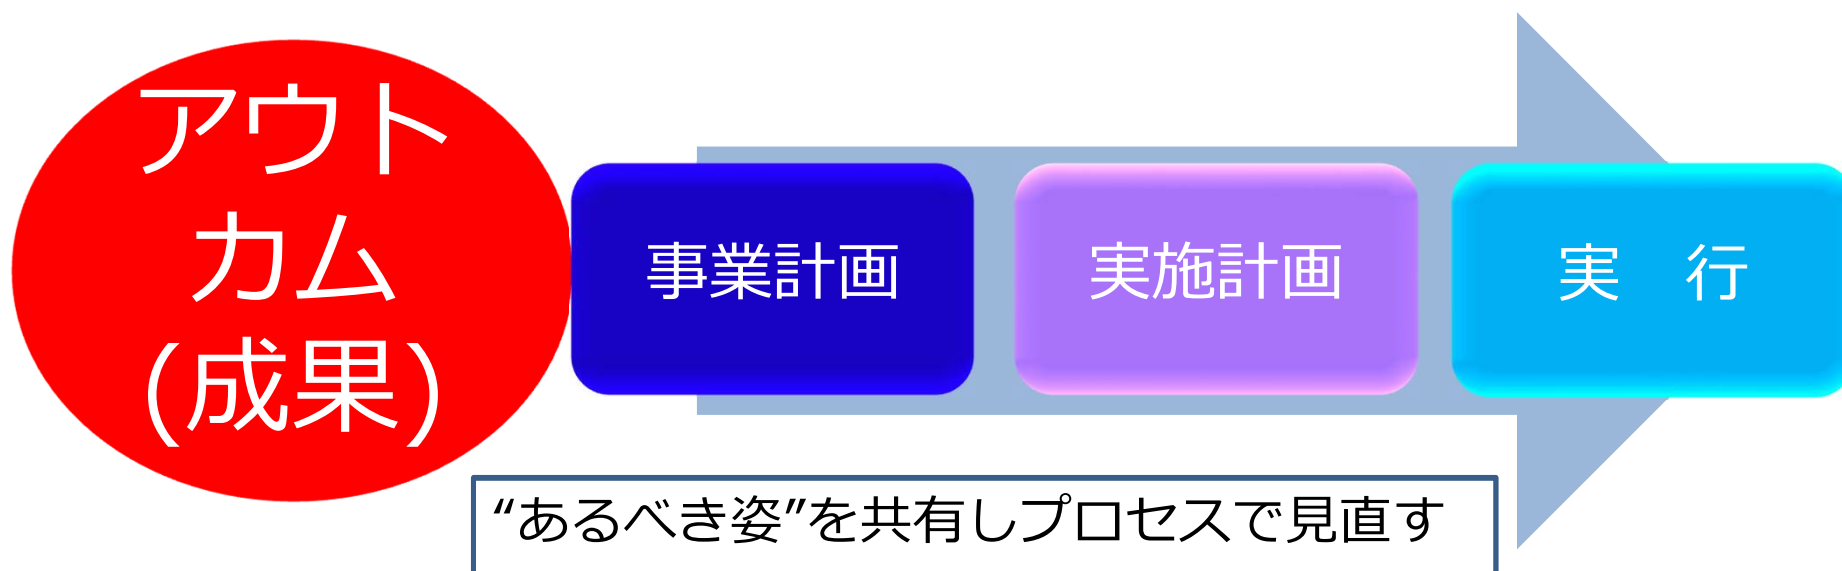 アウト
カム
(成果)
事業計画
実施計画
実　行
“あるべき姿”を共有しプロセスで見直す